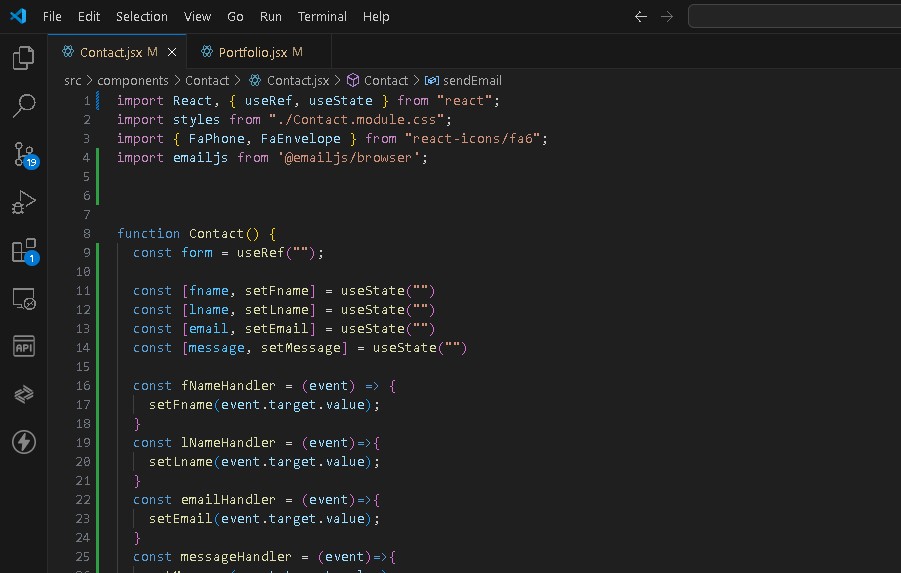 File Edit Selection View Go Run Terminal Help
Contact.jsx M
Portfolio.jsx M
src > components > Contact > Contact.jsx > Contact > sendEmail
1 import React, { useRef, useState } from "react";
2 import styles from "./Contact.module.css";
3 import { FaPhone, FaEnvelope } from "react-icons/fa6";
4 import emailjs from '@emailjs/browser';
5
6
7
8 function Contact() {
9 const form = useRef("");
10
11 const [fname, setFname] = useState("")
12 const [lname, setLname] = useState("")
13 const [email, setEmail] = useState("")
14 const [message, setMessage] = useState("")
15
16 const fNameHandler = (event) => {
17 setFname(event.target.value);
18 }
19 const lNameHandler = (event)=>{
20 setLname(event.target.value);
21 }
22 const emailHandler = (event)=>{
23 setEmail(event.target.value);
24 }
25 const messageHandler = (event)=>{
19
1
API